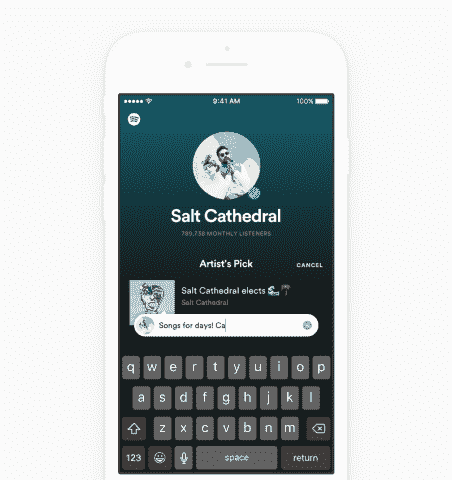 9:41 AM
100%
Salt Cathedral
789,738 MONTHLY LISTENERS
Artist's Pick
CANCEL
Salt Cathedral elects 🌊🌴
Salt Cathedral
Songs for days! Ca
q w e r t y u i o p
a s d f g h j k l
z x c v b n m
123 space return